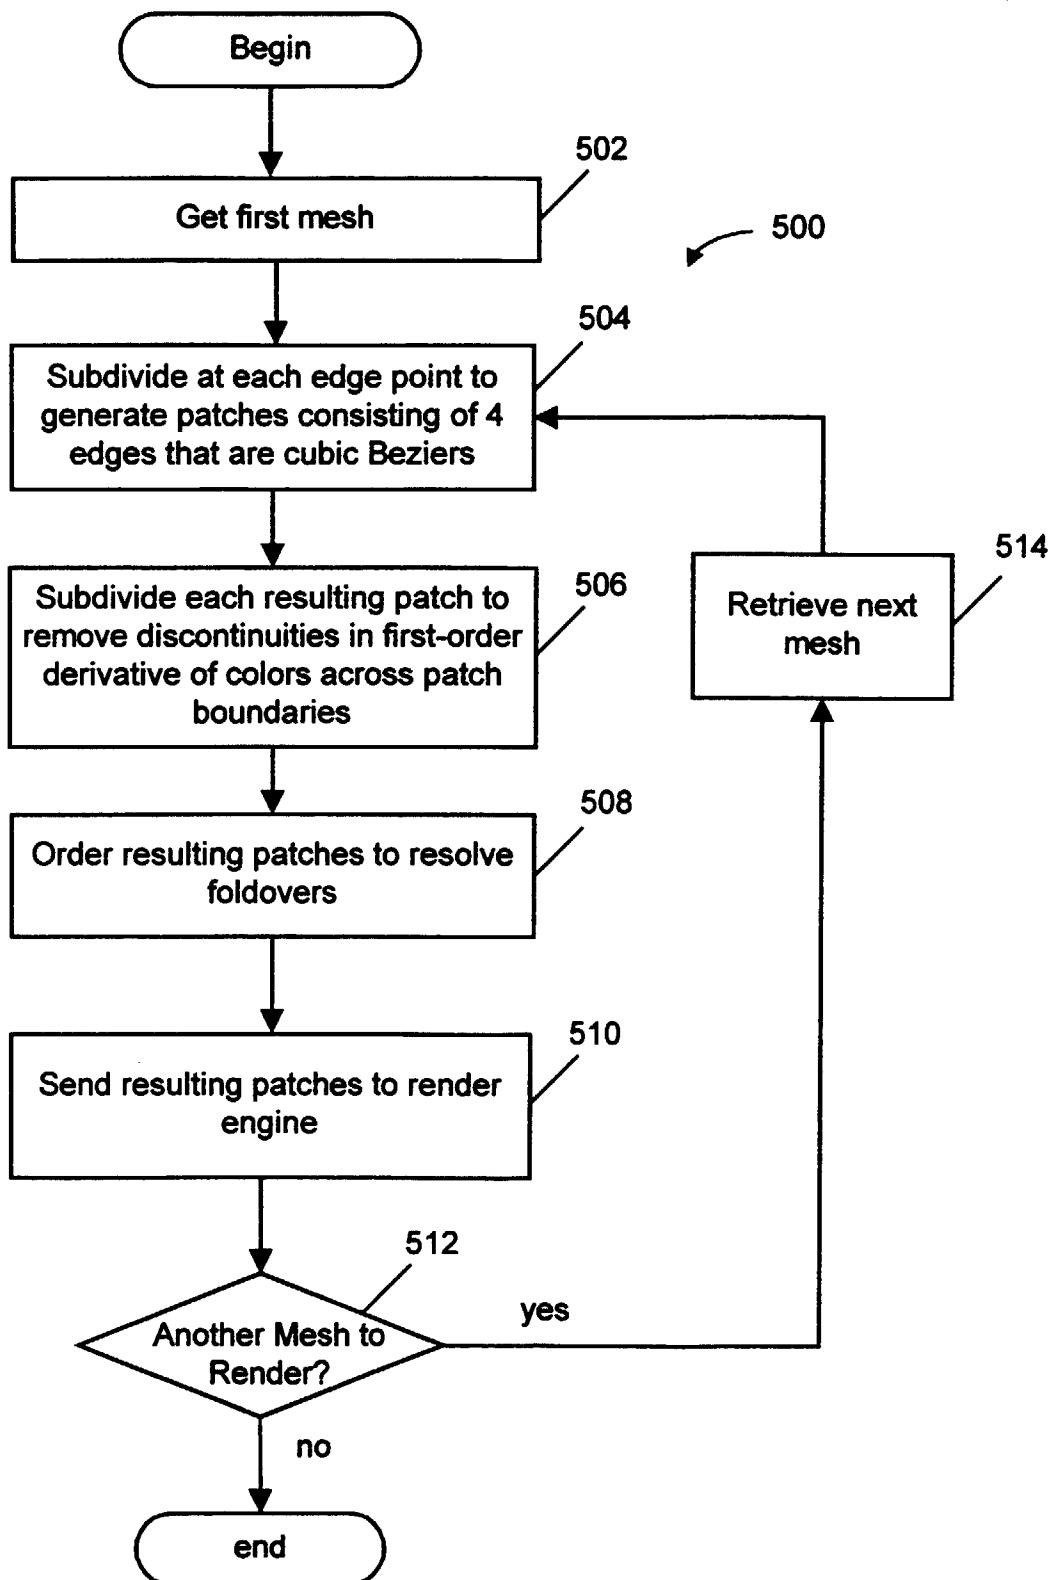 Begin
502
Get first mesh
500
504
Subdivide at each edge point to
generate patches consisting of 4
edges that are cubic Beziers
514
Retrieve next
mesh
506
Subdivide each resulting patch to
remove discontinuities in first-order
derivative of colors across patch
boundaries
508
Order resulting patches to resolve
foldovers
510
Send resulting patches to render
engine
512
Another Mesh to
Render?
yes
no
end